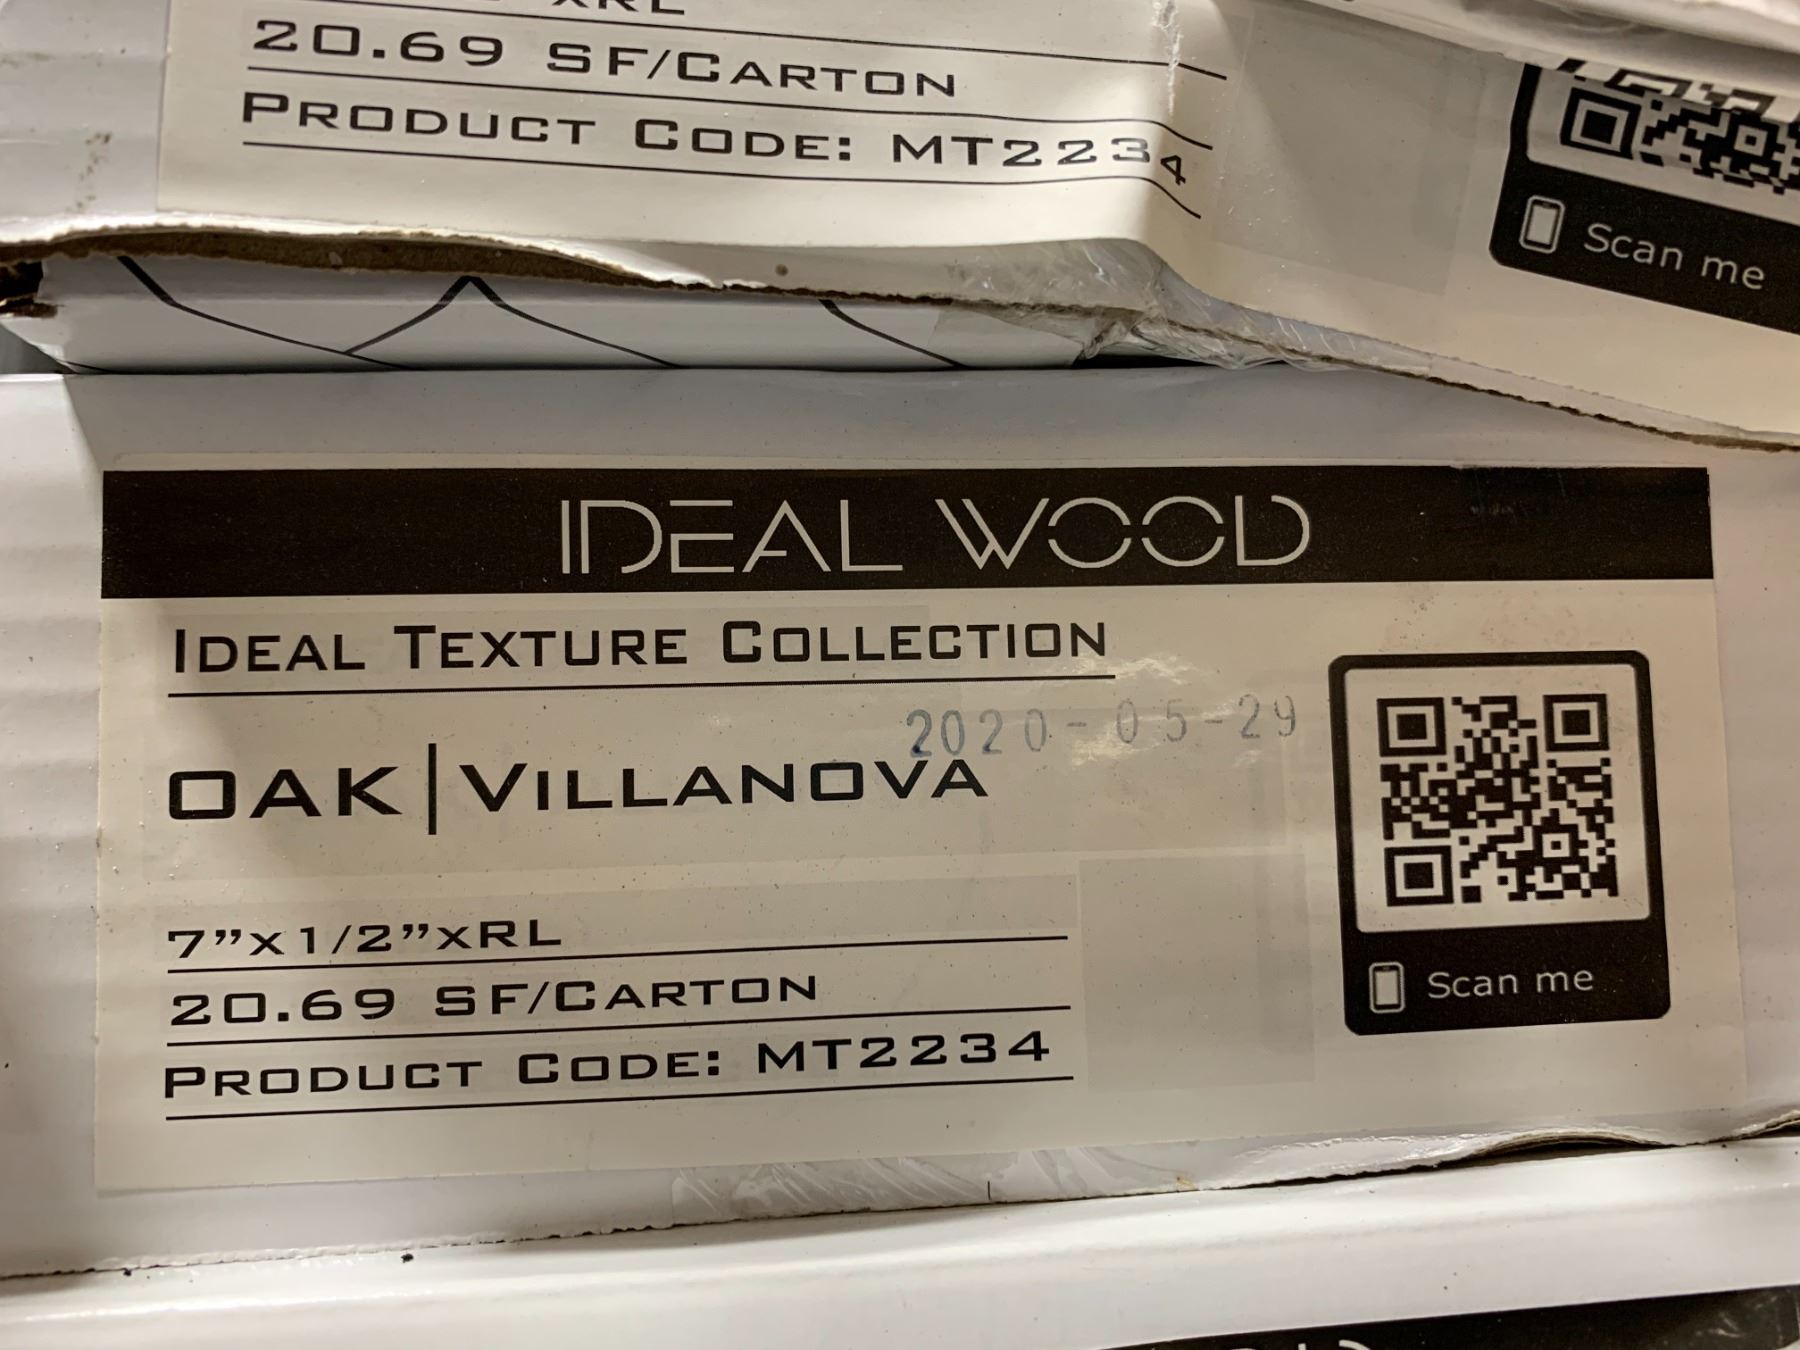 xRL
20.69 SF/CARTON
PRODUCT CODE: MT2234
Scan me
IDEAL WOOD
IDEAL TEXTURE COLLECTION
2020-05-29
OAK|VILLANOVA
7”x1/2”xRL
20.69 SF/CARTON
PRODUCT CODE: MT2234
Scan me